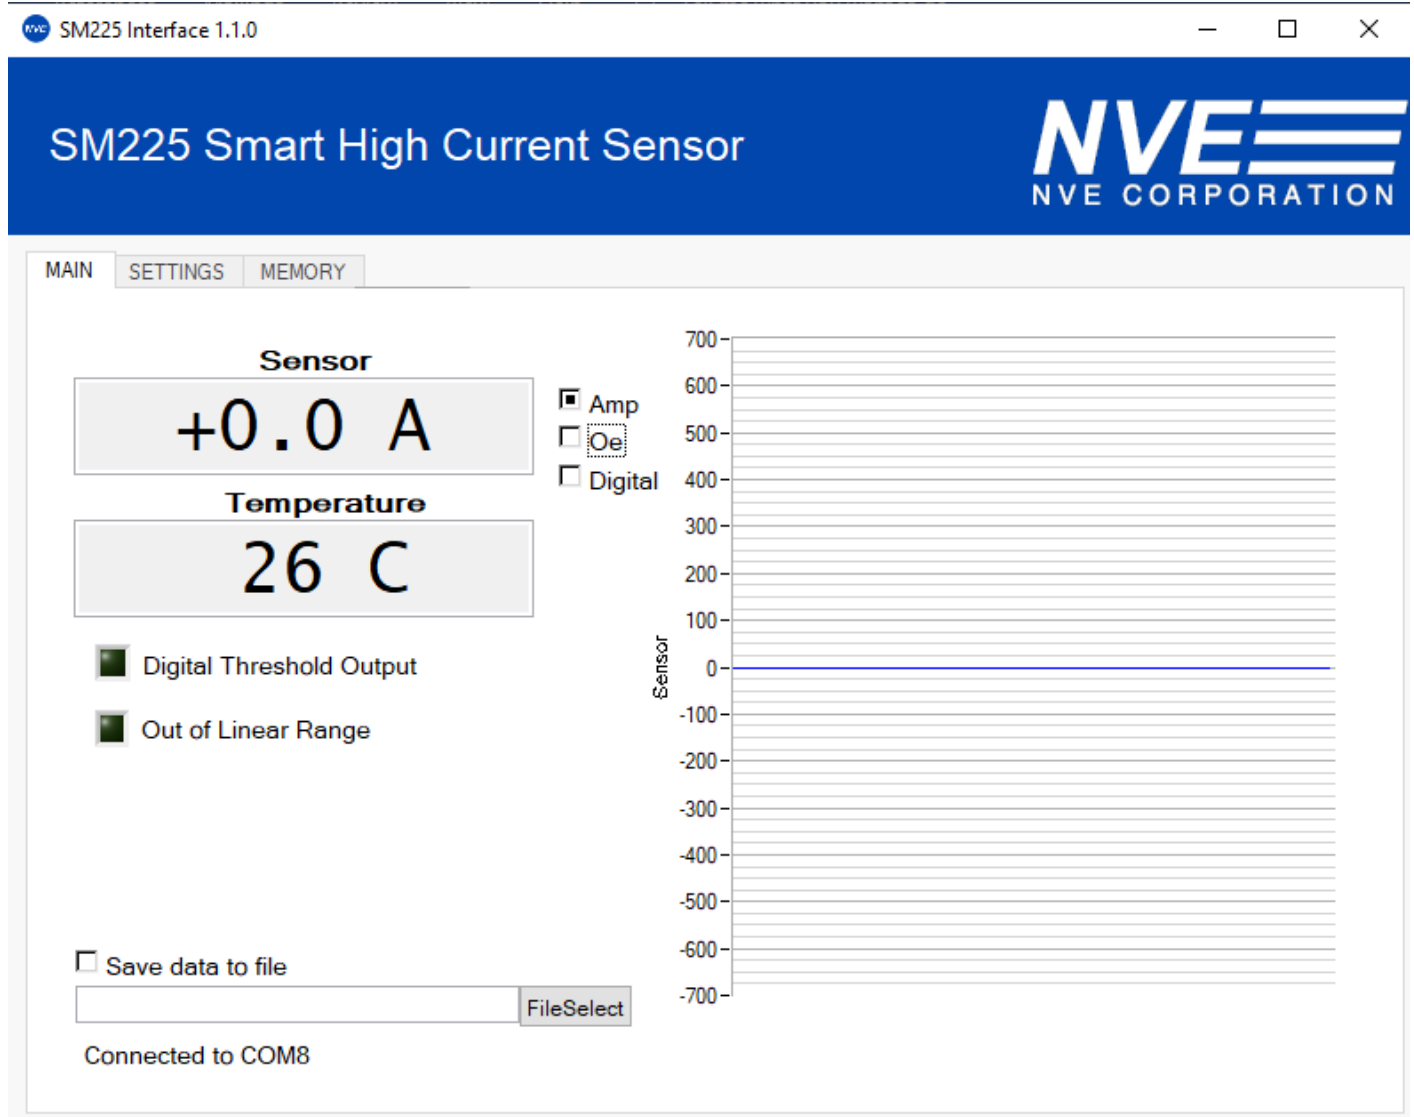 SM225 Interface 1.1.0
SM225 Smart High Current Sensor
NVE
NVE CORPORATION
MAIN SETTINGS MEMORY
Sensor
+0.0 A
Amp
Oe
Digital
Temperature
26 C
Digital Threshold Output
Out of Linear Range
Save data to file
FileSelect
Connected to COM8
Sensor
700
600
500
400
300
200
100
0
-100
-200
-300
-400
-500
-600
-700